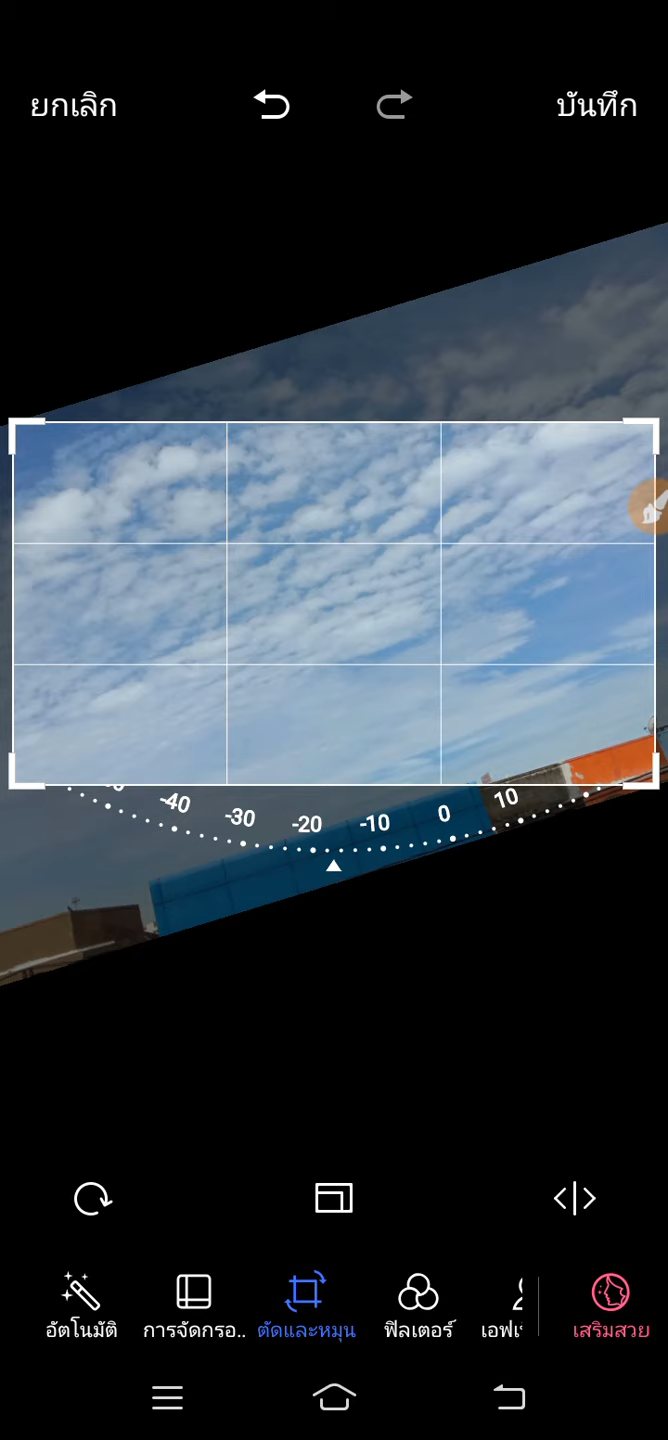 ยกเลิก
บันทึก
-40
-30
-20
-10
0
10
อัตโนมัติ
การจัดกรอ..
ตัดและหมุน
ฟิลเตอร์
เสริมสวย